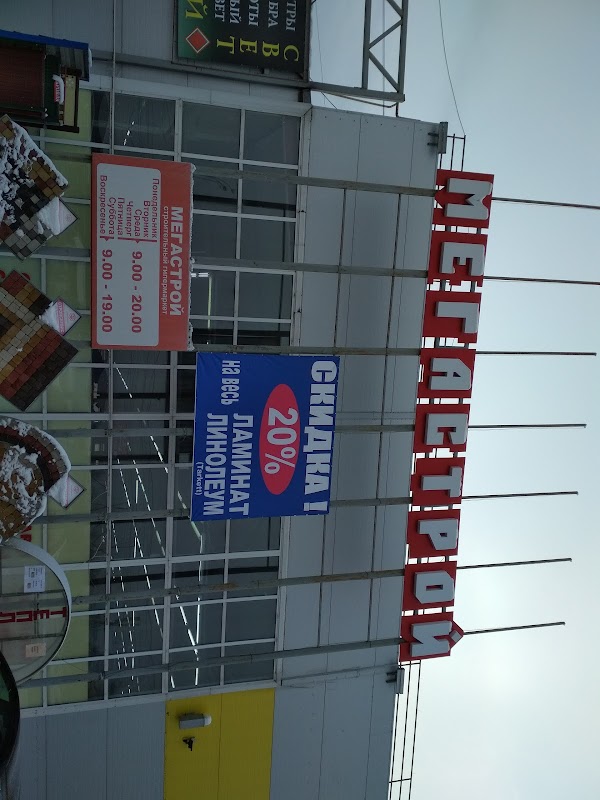 МЕГАСТРОЙ
С В Е Т
МЕГАСТРОЙ
строительный гипермаркет
Понедельник
Вторник
Среда
Четверг
Пятница
9.00 - 20.00
Суббота
Воскресенье
9.00 - 19.00
СКИДКА!
20%
на весь ЛАМИНАТ
ЛИНОЛЕУМ
(Tarkett)